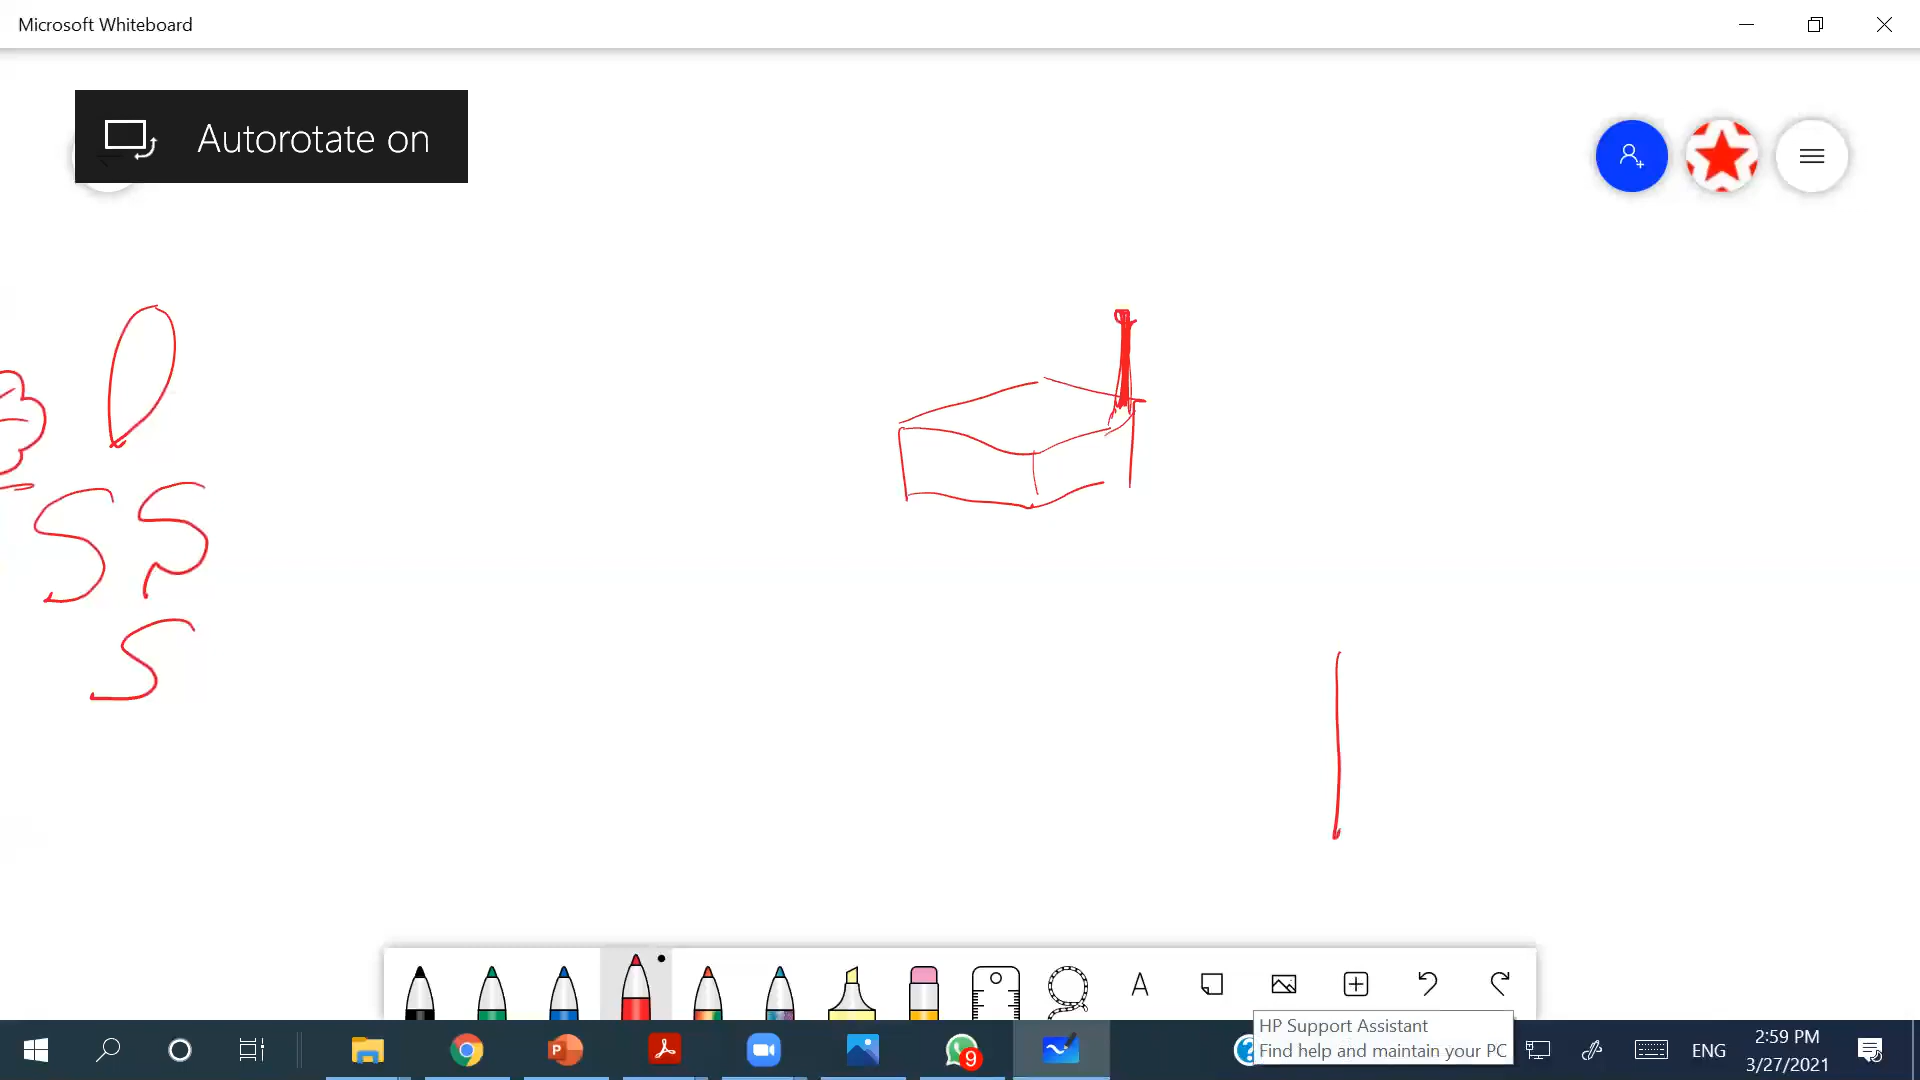 Microsoft Whiteboard
Autorotate on
S S
S
A
HP Support Assistant
Find help and maintain your PC
9
ENG
2:59 PM
3/27/2021